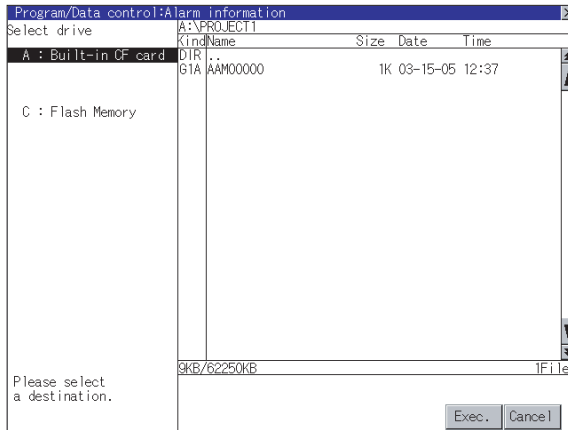 Program/Data control:Alarm information
Select drive
A:\PROJECT1
Kind Name Size Date Time
A : Built-in CF card
DIR ..
G1A AAM00000 1K 03-15-05 12:37
C : Flash Memory
9KB/62250KB 1File
Please select
a destination.
Exec. Cancel